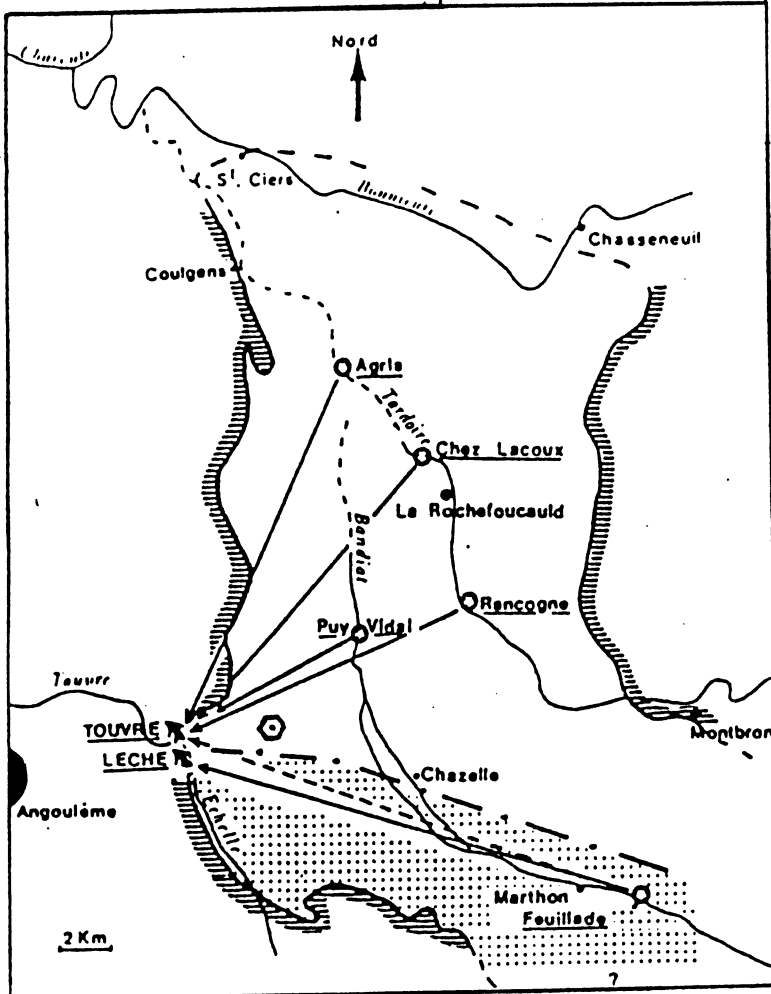 Nord
St. Ciers
Chasseneuil
Coulgens
Agris
Tardoire
Chez Lacoux
La Rochefoucauld
Bandiat
Rancogne
Puy Vidal
Touvre
TOUVRE
LECHE
Montbron
Chazelle
Angoulême
Echelle
Marthon
Feuillade
2 Km
?